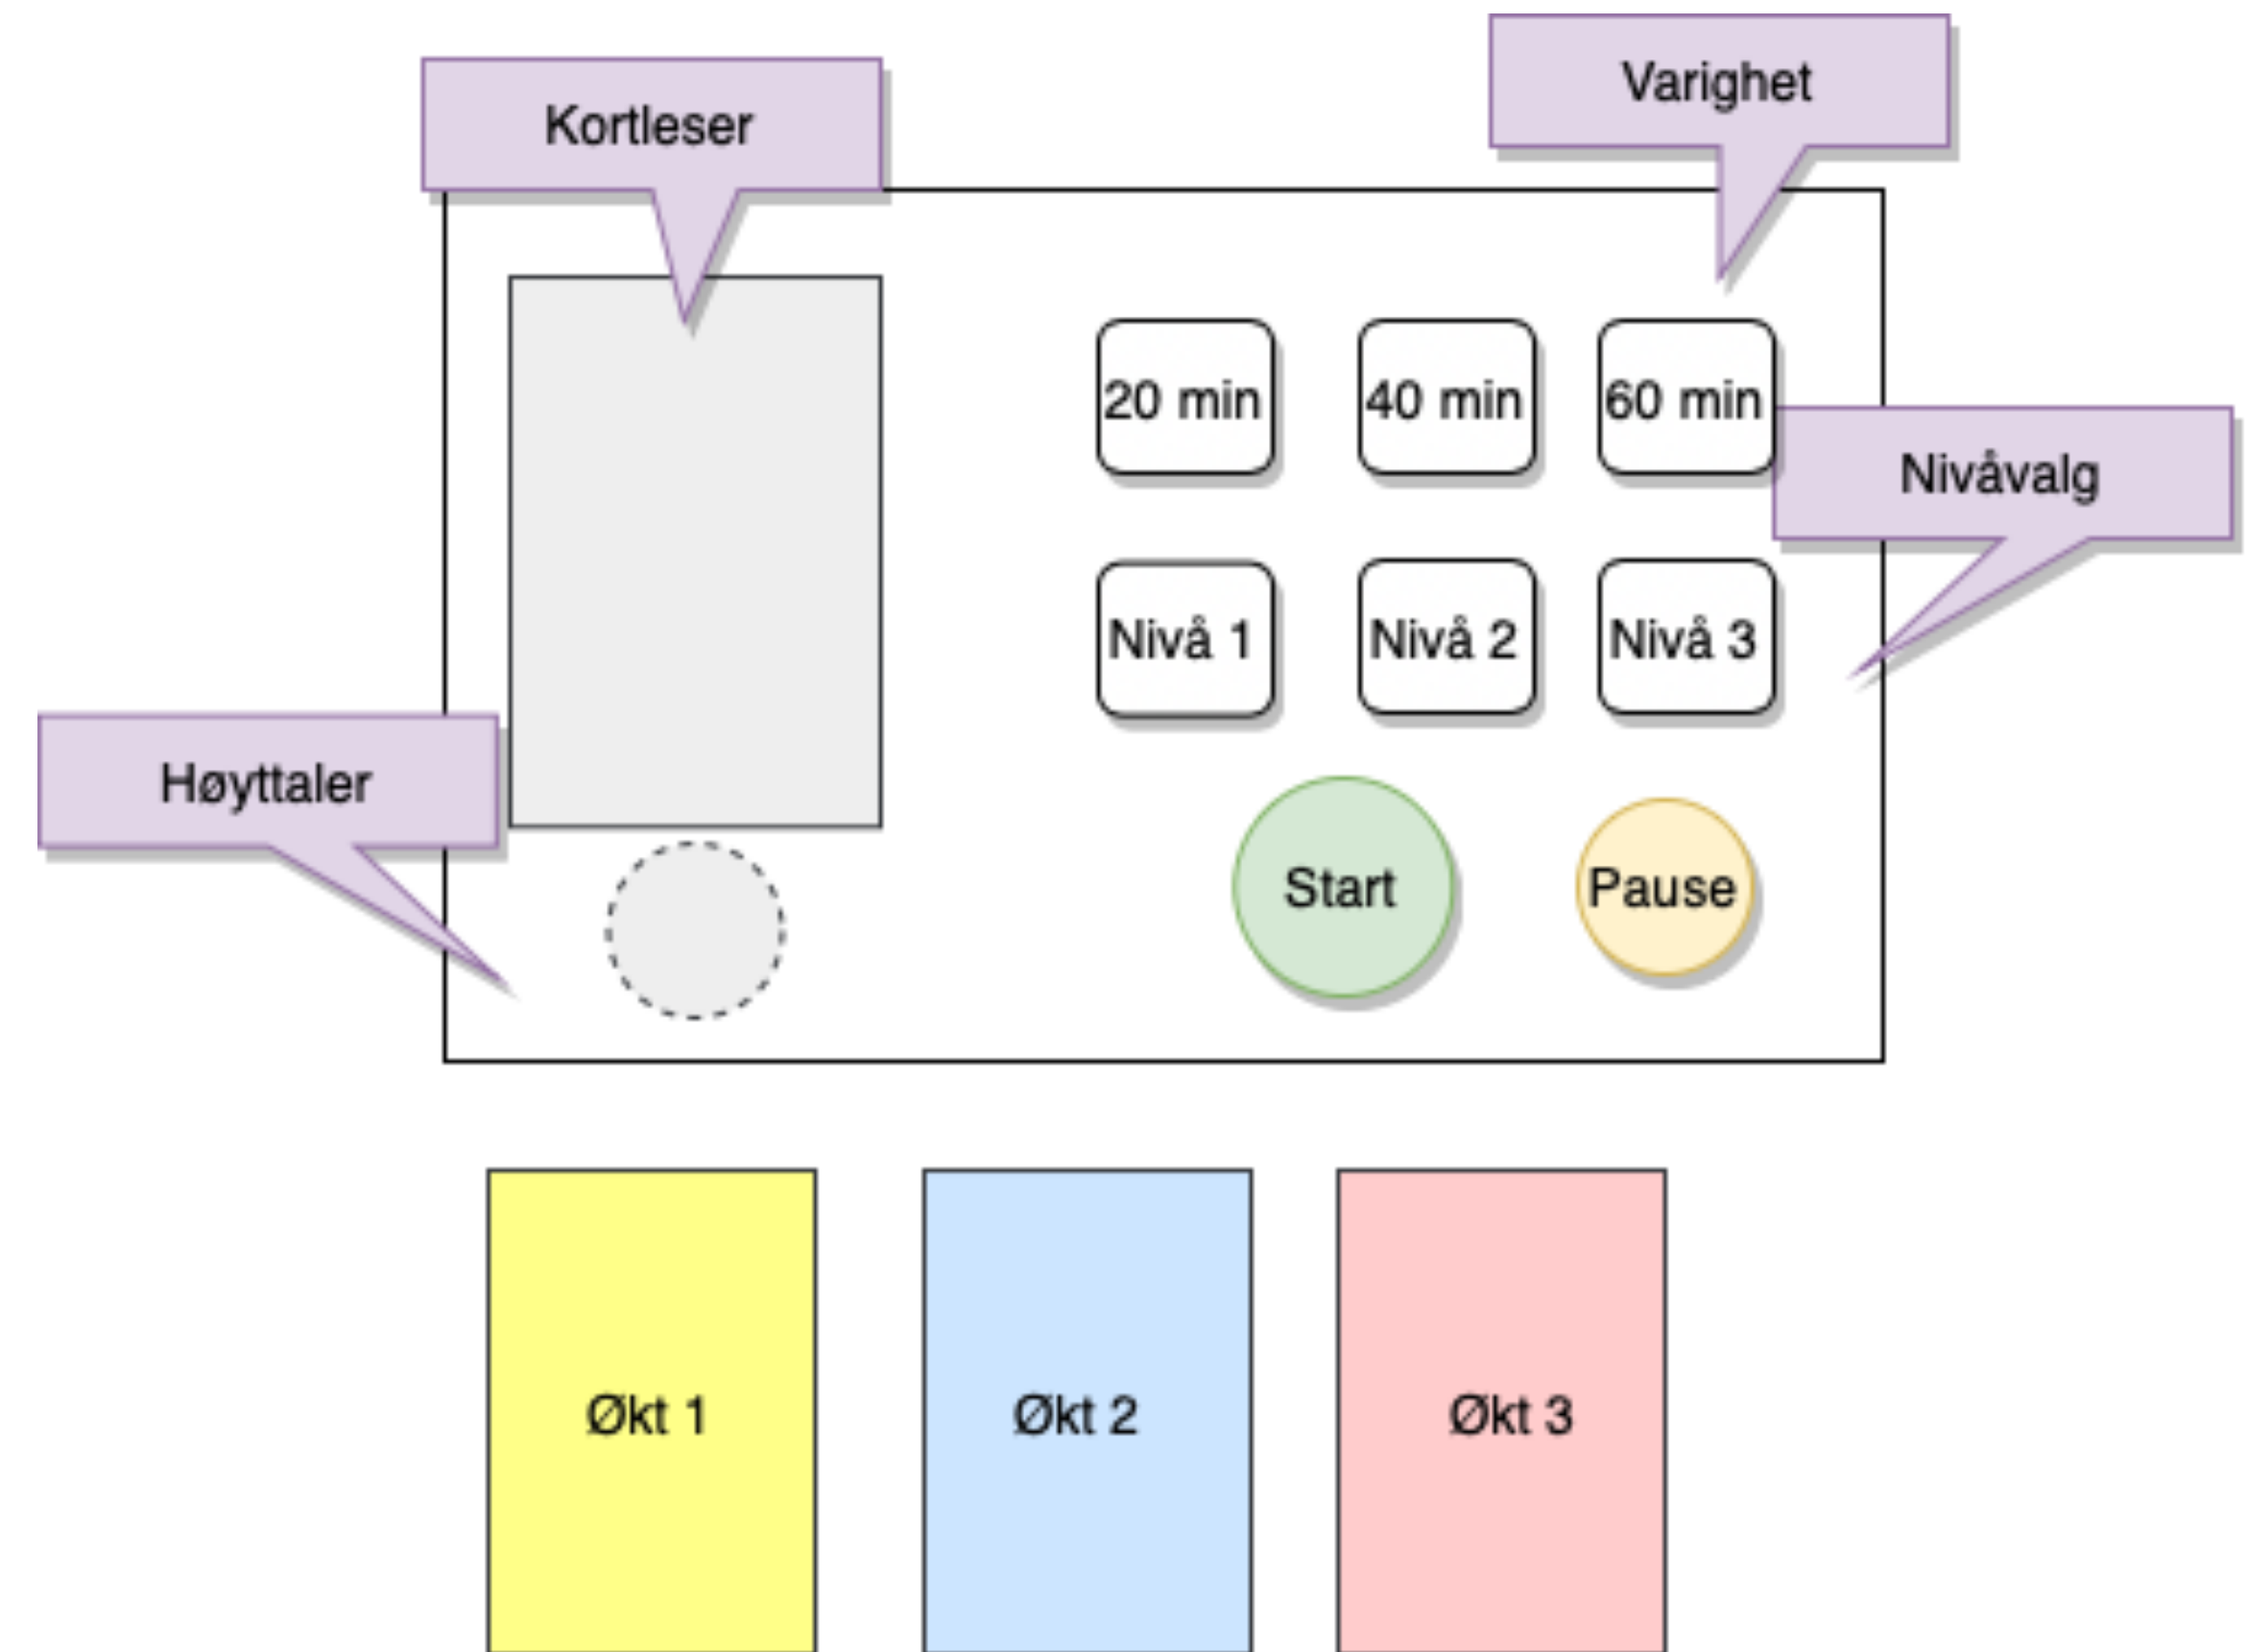 Varighet
Kortleser
20 min
40 min
60 min
Nivåvalg
Nivå 1
Nivå 2
Nivå 3
Høyttaler
Start
Pause
Økt 1
Økt 2
Økt 3